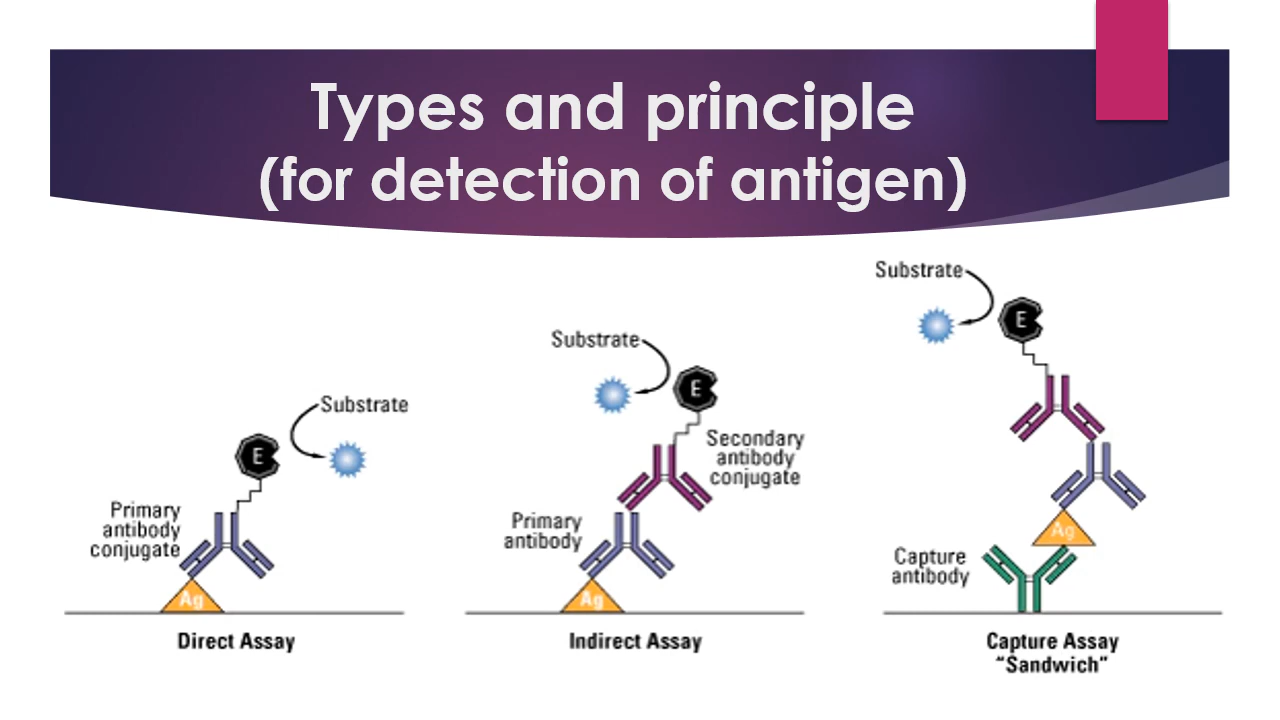 Types and principle
(for detection of antigen)
Substrate
E
Primary
antibody
conjugate
Ag
Direct Assay
Substrate
E
Secondary
antibody
conjugate
Primary
antibody
Ag
Indirect Assay
Substrate
E
Ag
Capture
antibody
Capture Assay
“Sandwich”